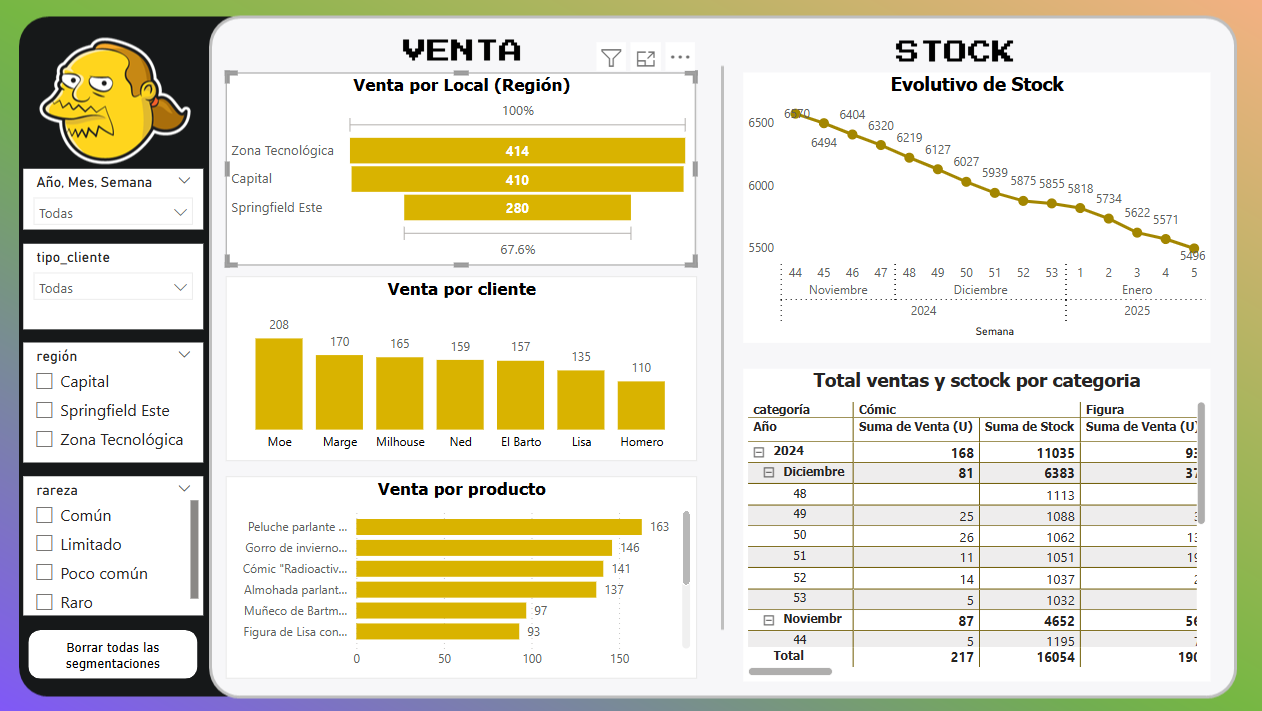 Año, Mes, Semana
Todas
tipo_cliente
Todas
región
Capital
Springfield Este
Zona Tecnológica
rareza
Común
Limitado
Poco común
Raro
Borrar todas las
segmentaciones
VENTA
Venta por Local (Región)
100%
Zona Tecnológica 414
Capital 410
Springfield Este 280
67.6%
Venta por cliente
208 170 165 159 157 135 110
Moe Marge Milhouse Ned El Barto Lisa Homero
Venta por producto
Peluche parlante ... 163
Gorro de invierno... 146
Cómic "Radioactiv... 141
Almohada parlant... 137
Muñeco de Bartm... 97
Figura de Lisa con... 93
0 50 100 150
STOCK
Evolutivo de Stock
6500
6000
5500
6570 6494 6404 6320 6219 6127 6027 5939 5875 5855 5818 5734 5622 5571 5496
44 45 46 47 48 49 50 51 52 53 1 2 3 4 5
Noviembre Diciembre Enero
2024 2025
Semana
Total ventas y sctock por categoria
categoría Cómic Figura
Año Suma de Venta (U) Suma de Stock Suma de Venta (U)
2024 168 11035
Diciembre 81 6383
48 1113
49 25 1088
50 26 1062
51 11 1051
52 14 1037
53 5 1032
Noviembr 87 4652
44 5 1195
Total 217 16054